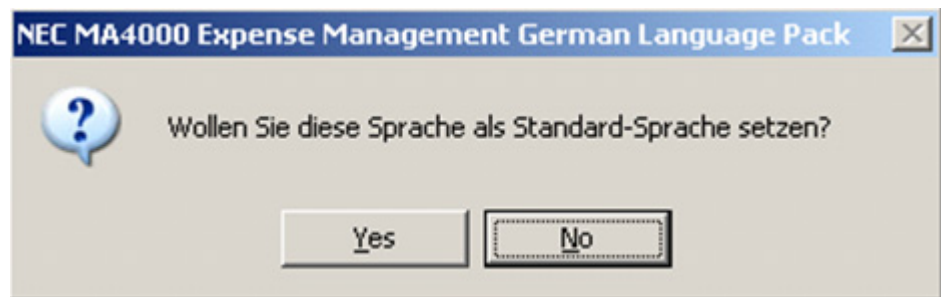 NEC MA4000 Expense Management German Language Pack
Wollen Sie diese Sprache als Standard-Sprache setzen?
Yes No